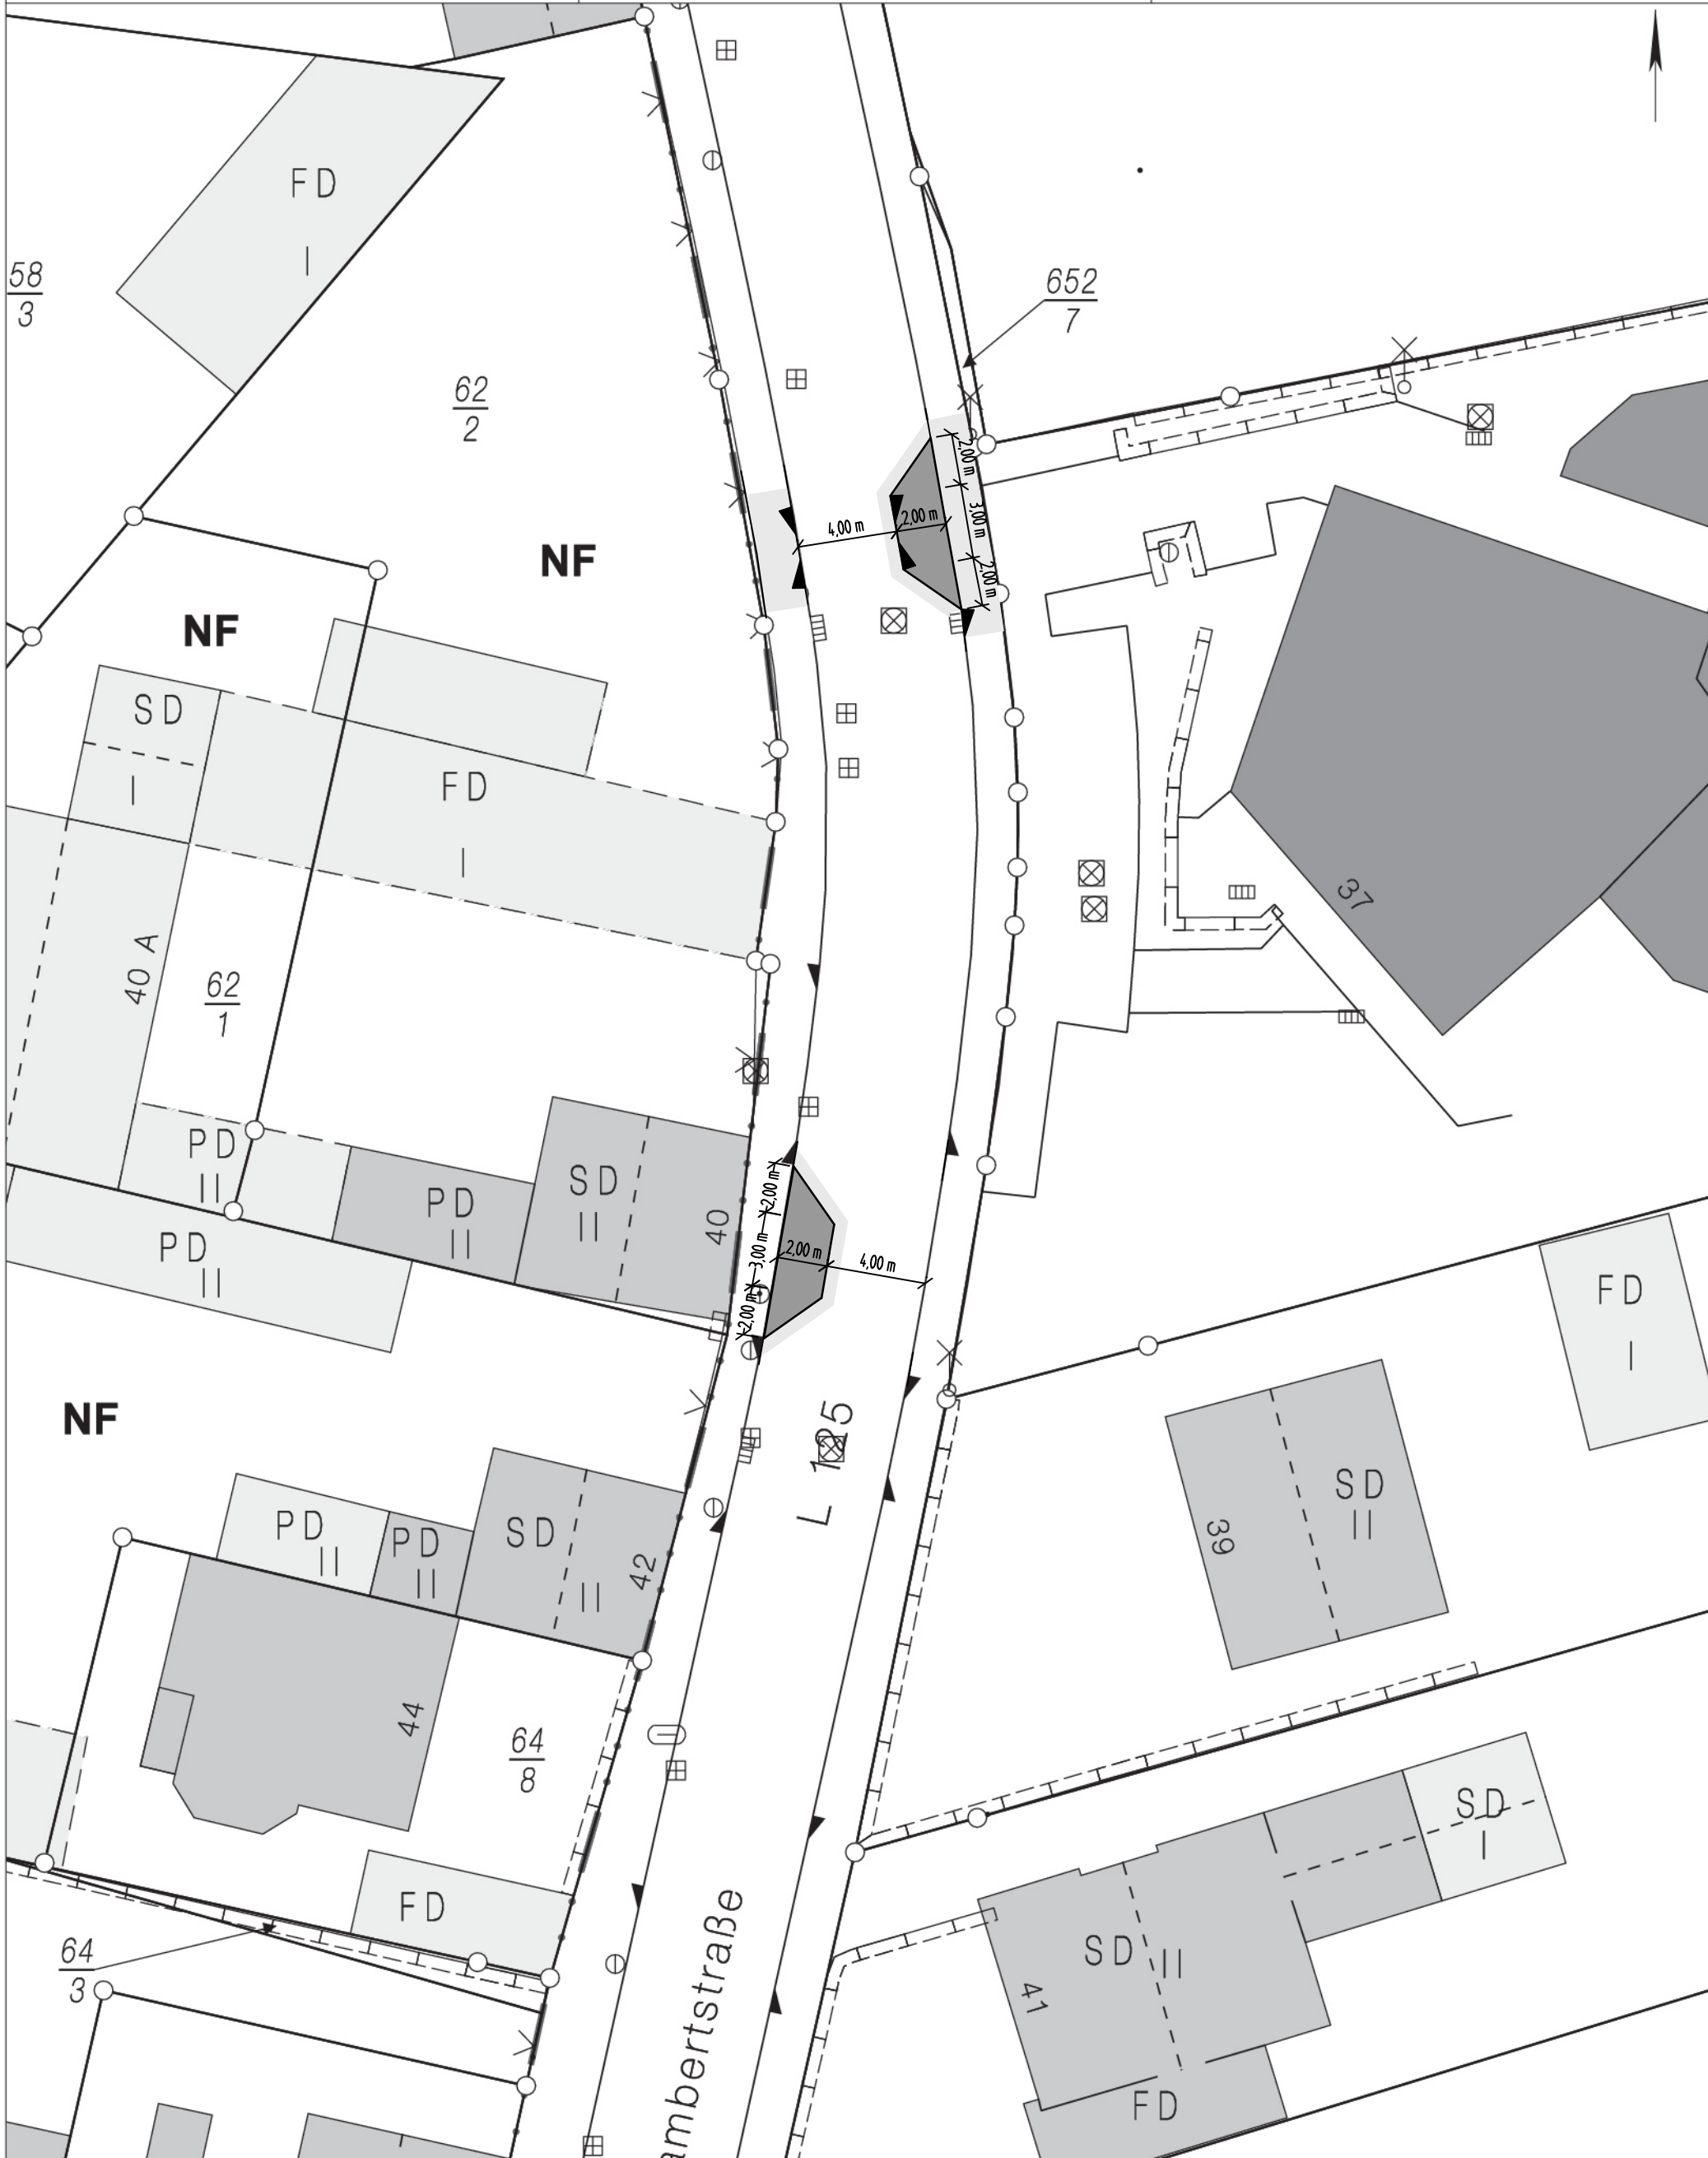 FD
I
58
3
652
7
62
2
2,00 m
3,00 m
2,00 m
4,00 m
2,00 m
NF
NF
SD
I
FD
I
37
40 A
62
1
PD
II
PD
II
SD
II
40
PD
II
2,00 m
3,00 m
2,00 m
2,00 m
4,00 m
FD
I
NF
L 125
SD
II
39
PD
II
PD
II
SD
II
42
44
64
8
SD
I
FD
64
3
SD II
41
FD
ambertstraße